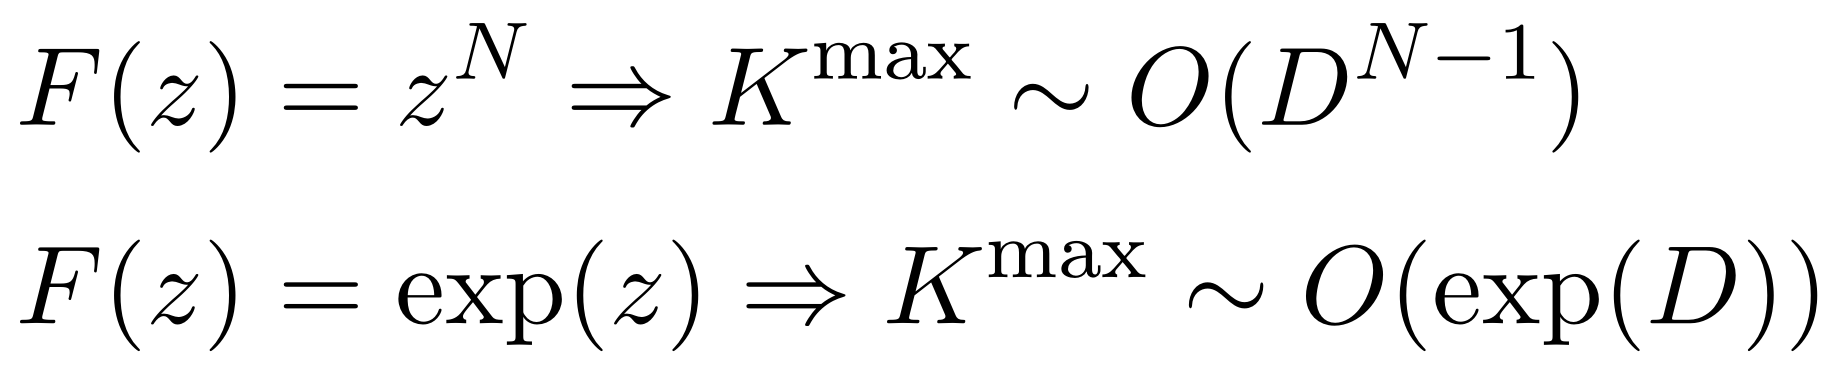 F(z) = z^N ⇒ K^max ∼ O(D^{N−1})
F(z) = exp(z) ⇒ K^max ∼ O(exp(D))